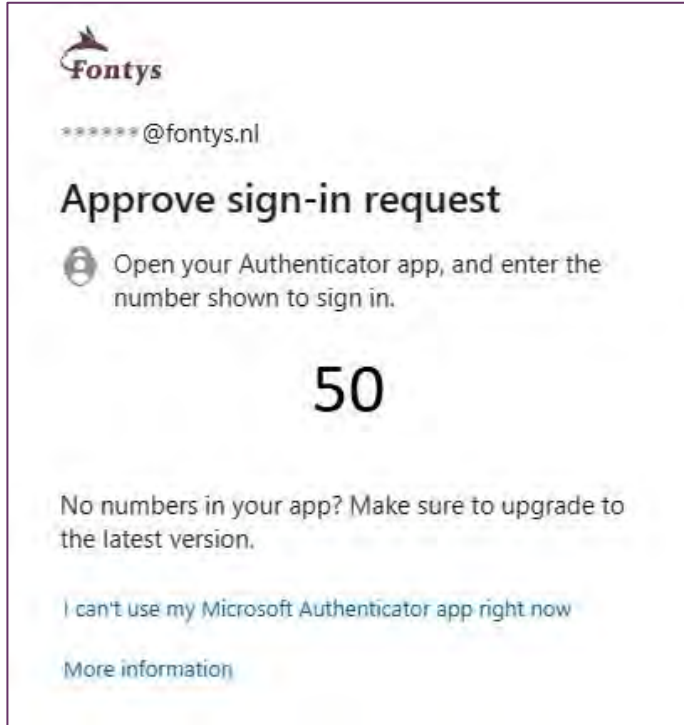 Fontys
******@fontys.nl
Approve sign-in request
Open your Authenticator app, and enter the
number shown to sign in.
50
No numbers in your app? Make sure to upgrade to
the latest version.
I can't use my Microsoft Authenticator app right now
More information